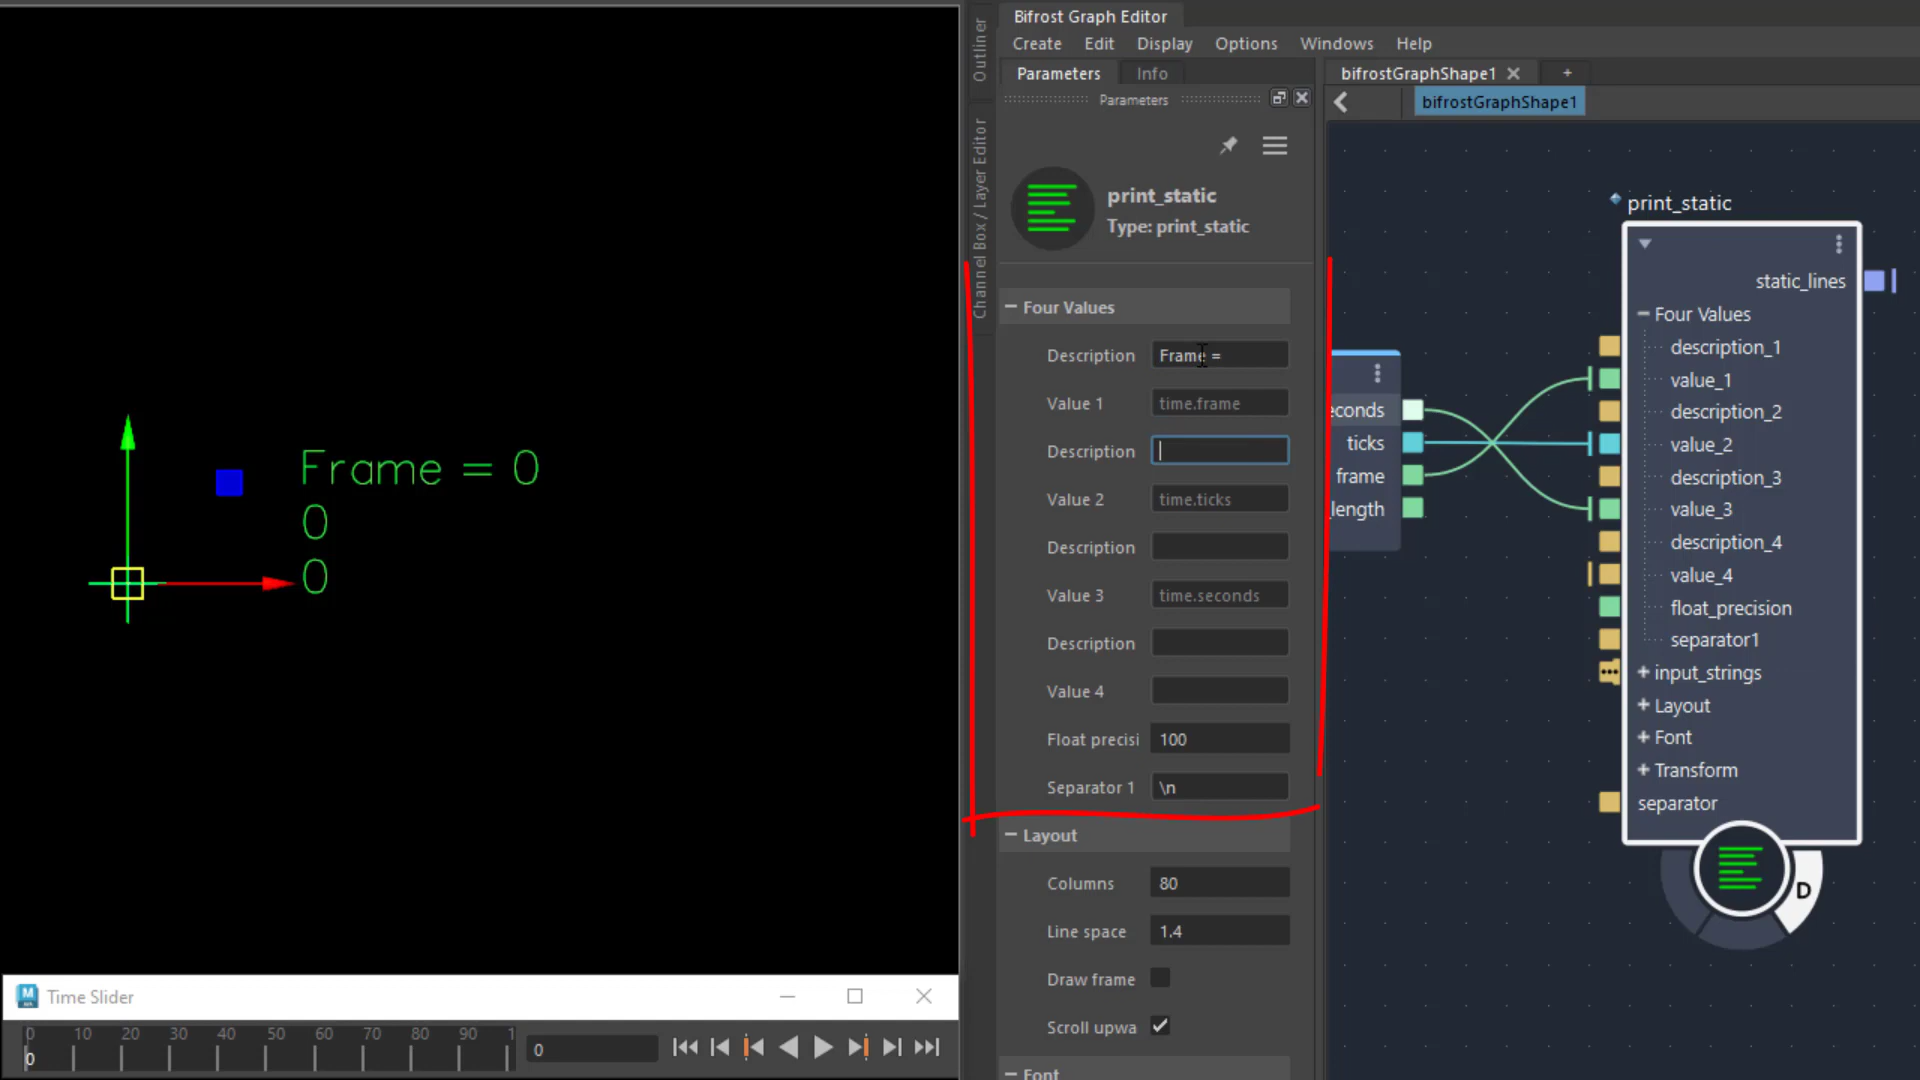 Frame = 0
0
0
Time Slider
0 10 20 30 40 50 60 70 80 90 1
0
0
Outliner
Channel Box / Layer Editor
Bifrost Graph Editor
Create Edit Display Options Windows Help
Parameters Info
Parameters
print_static
Type: print_static
Four Values
Description Frame =
Value 1 time.frame
Description
Value 2 time.ticks
Description
Value 3 time.seconds
Description
Value 4
Float precisi 100
Separator 1 \n
Layout
Columns 80
Line space 1.4
Draw frame
Scroll upwa
Font
bifrostGraphShape1 +
bifrostGraphShape1
econds
ticks
frame
length
print_static
static_lines
Four Values
description_1
value_1
description_2
value_2
description_3
value_3
description_4
value_4
float_precision
separator1
input_strings
Layout
Font
Transform
separator
D